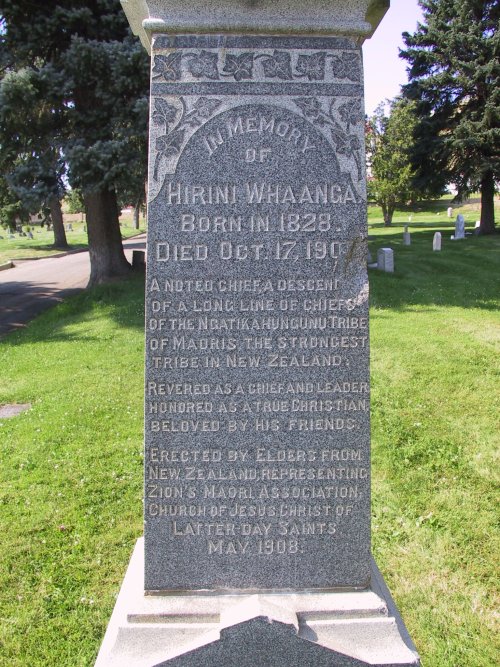 IN MEMORY
OF
HIRINI WHAANGA
BORN IN 1828.
DIED OCT. 17, 190
A NOTED CHIEF, A DESCEN
OF A LONG LINE OF CHIEFS
OF THE NGATIKAHUNGUNU TRIBE
OF MAORIS, THE STRONGEST
TRIBE IN NEW ZEALAND;
REVERED AS A CHIEF AND LEADER,
HONORED AS A TRUE CHRISTIAN,
BELOVED BY HIS FRIENDS.
ERECTED BY ELDERS FROM
NEW ZEALAND, REPRESENTING
ZION'S MAORI ASSOCIATION,
CHURCH OF JESUS CHRIST OF
LATTER-DAY SAINTS.
MAY 1908.